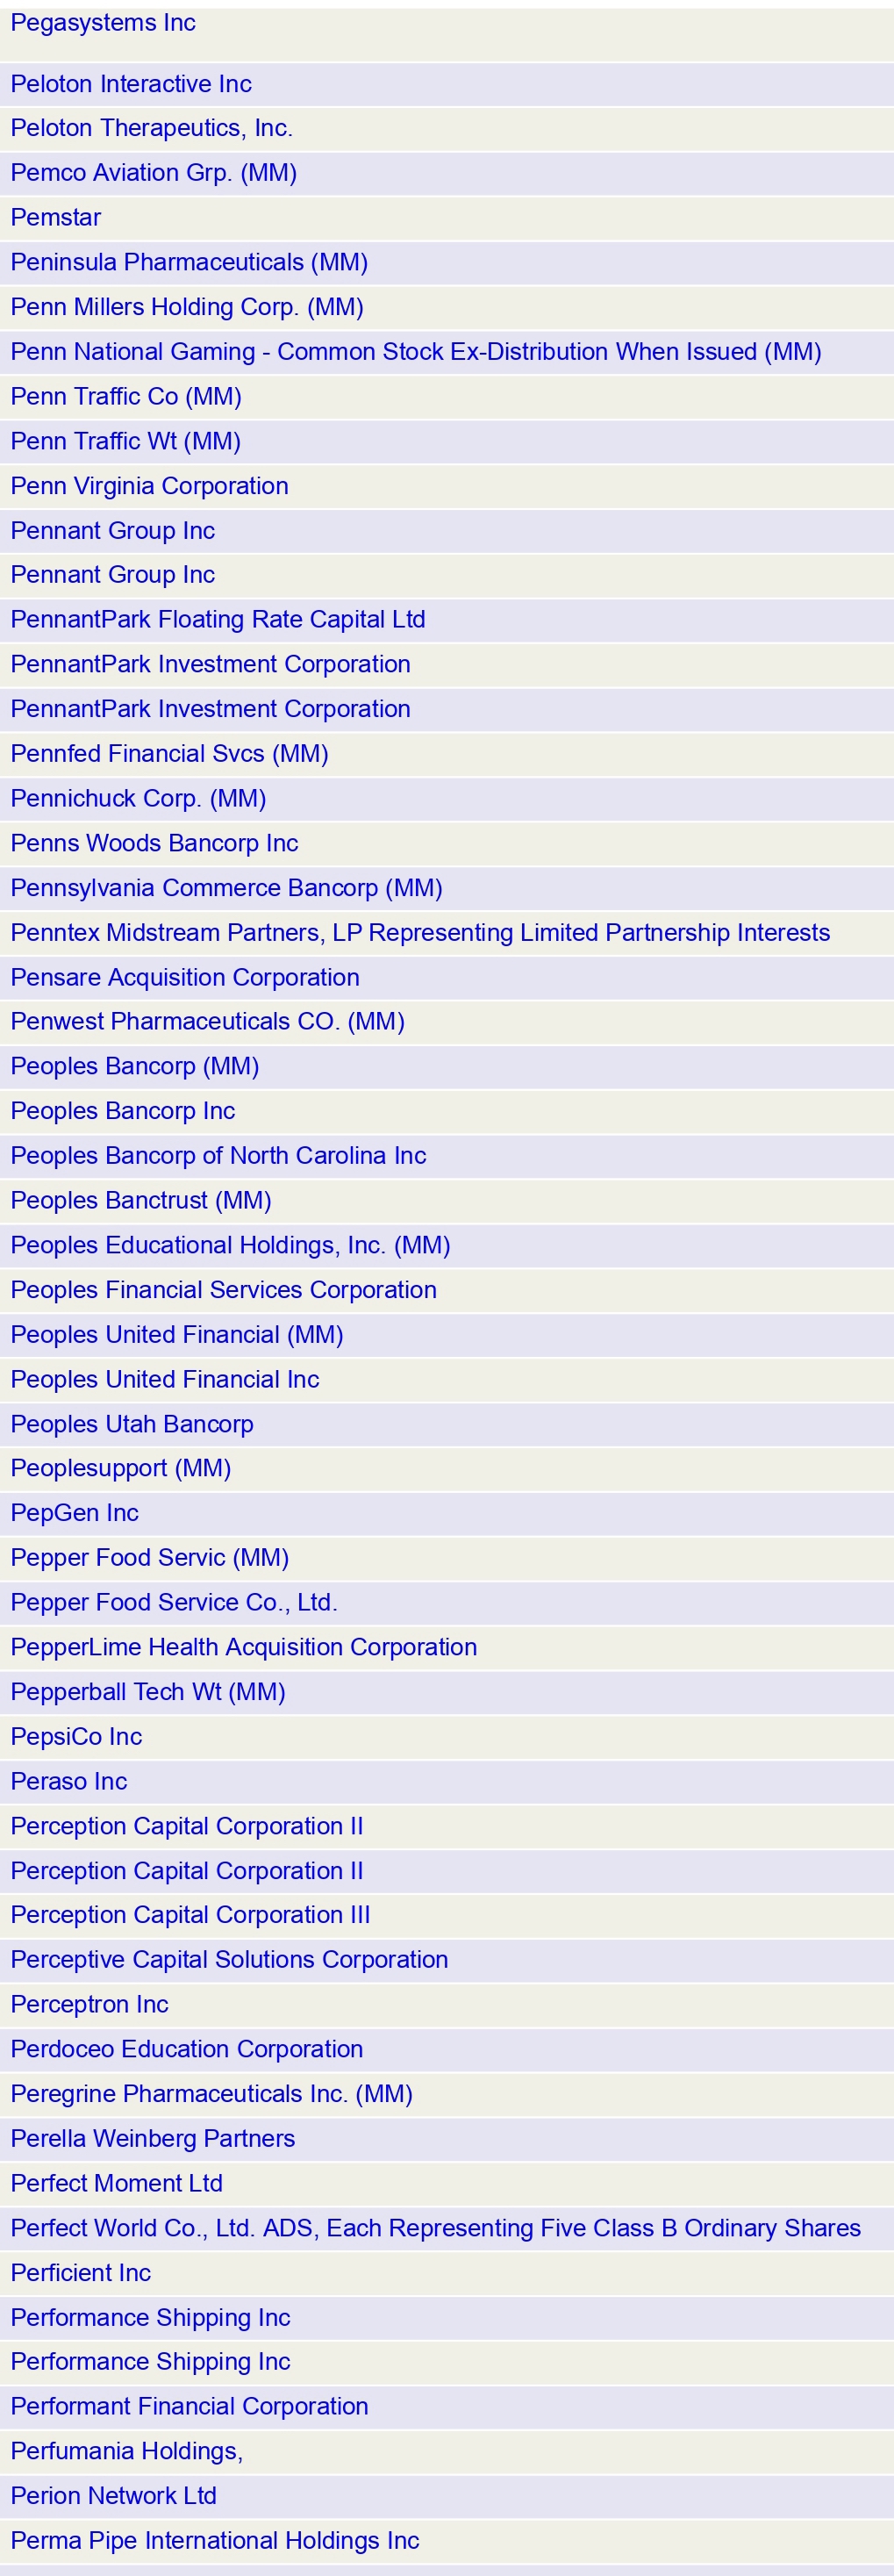 Pegasystems Inc
Peloton Interactive Inc
Peloton Therapeutics, Inc.
Pemco Aviation Grp. (MM)
Pemstar
Peninsula Pharmaceuticals (MM)
Penn Millers Holding Corp. (MM)
Penn National Gaming - Common Stock Ex-Distribution When Issued (MM)
Penn Traffic Co (MM)
Penn Traffic Wt (MM)
Penn Virginia Corporation
Pennant Group Inc
Pennant Group Inc
PennantPark Floating Rate Capital Ltd
PennantPark Investment Corporation
PennantPark Investment Corporation
Pennfed Financial Svcs (MM)
Pennichuck Corp. (MM)
Penns Woods Bancorp Inc
Pennsylvania Commerce Bancorp (MM)
Penntex Midstream Partners, LP Representing Limited Partnership Interests
Pensare Acquisition Corporation
Penwest Pharmaceuticals CO. (MM)
Peoples Bancorp (MM)
Peoples Bancorp Inc
Peoples Bancorp of North Carolina Inc
Peoples Banctrust (MM)
Peoples Educational Holdings, Inc. (MM)
Peoples Financial Services Corporation
Peoples United Financial (MM)
Peoples United Financial Inc
Peoples Utah Bancorp
Peoplesupport (MM)
PepGen Inc
Pepper Food Servic (MM)
Pepper Food Service Co., Ltd.
PepperLime Health Acquisition Corporation
Pepperball Tech Wt (MM)
PepsiCo Inc
Peraso Inc
Perception Capital Corporation II
Perception Capital Corporation II
Perception Capital Corporation III
Perceptive Capital Solutions Corporation
Perceptron Inc
Perdoceo Education Corporation
Peregrine Pharmaceuticals Inc. (MM)
Perella Weinberg Partners
Perfect Moment Ltd
Perfect World Co., Ltd. ADS, Each Representing Five Class B Ordinary Shares
Perficient Inc
Performance Shipping Inc
Performance Shipping Inc
Performant Financial Corporation
Perfumania Holdings,
Perion Network Ltd
Perma Pipe International Holdings Inc